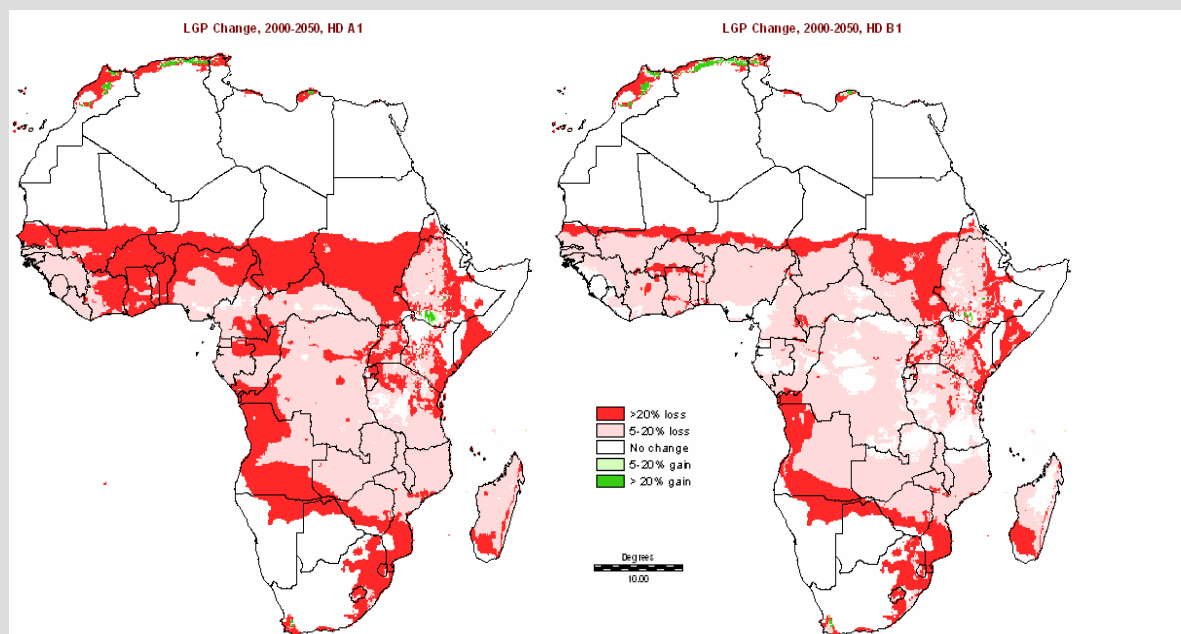 LGP Change, 2000-2050, HD A1
LGP Change, 2000-2050, HD B1
>20% loss
5-20% loss
No change
5-20% gain
> 20% gain
Degrees
10.00